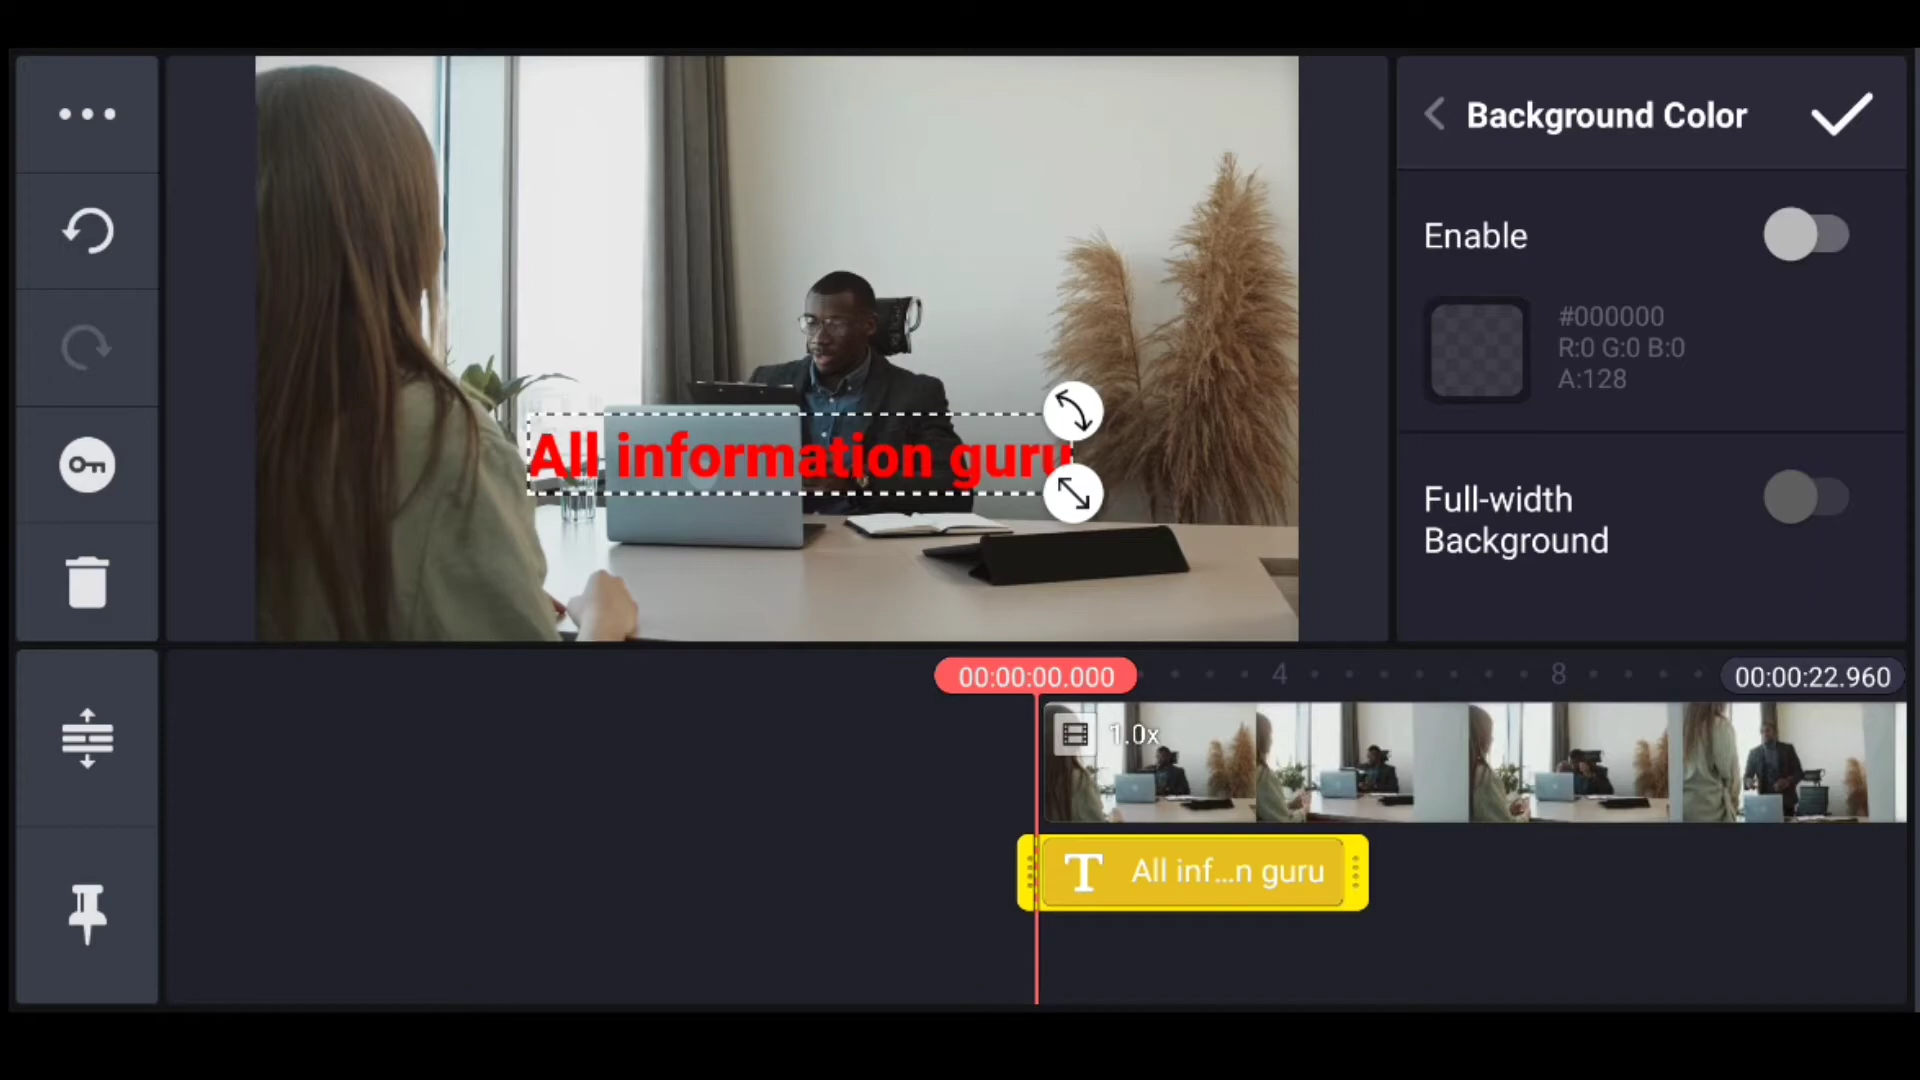 Background Color
Enable
#000000
R:0 G:0 B:0
A:128
Full-width
Background
All information guru
00:00:00.000
4
8
00:00:22.960
1.0x
T All inf...n guru